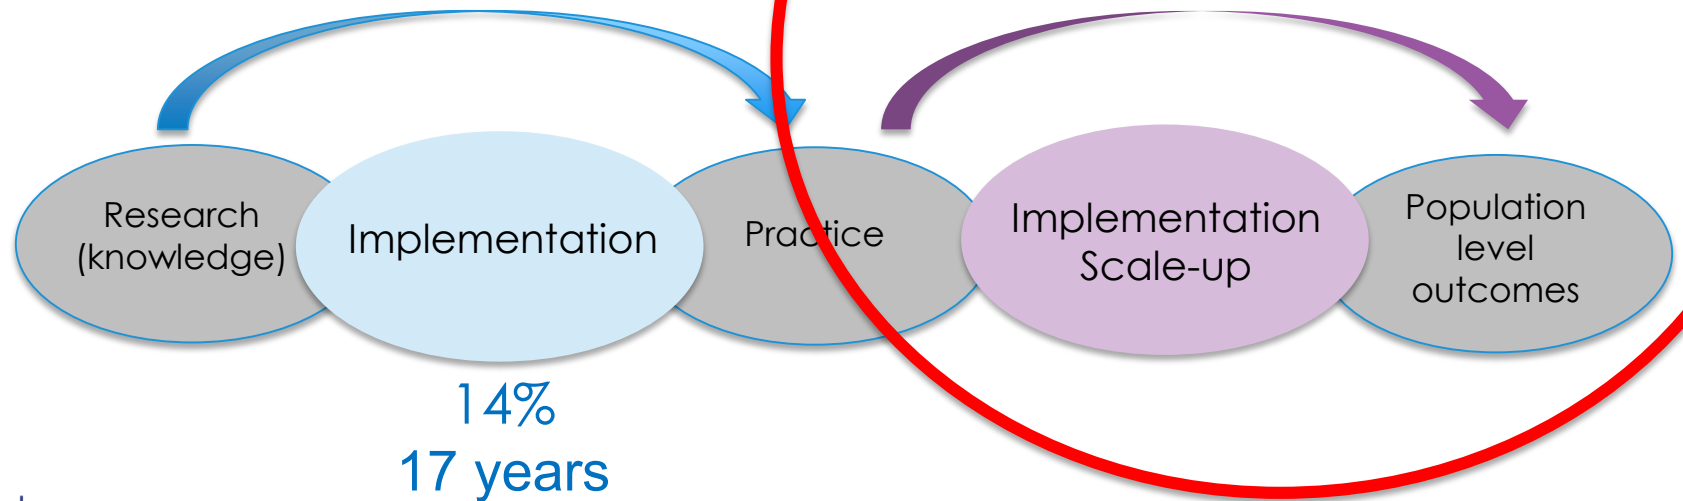 Research
(knowledge)
Implementation
Practice
Implementation
Scale-up
Population
level
outcomes
14%
17 years